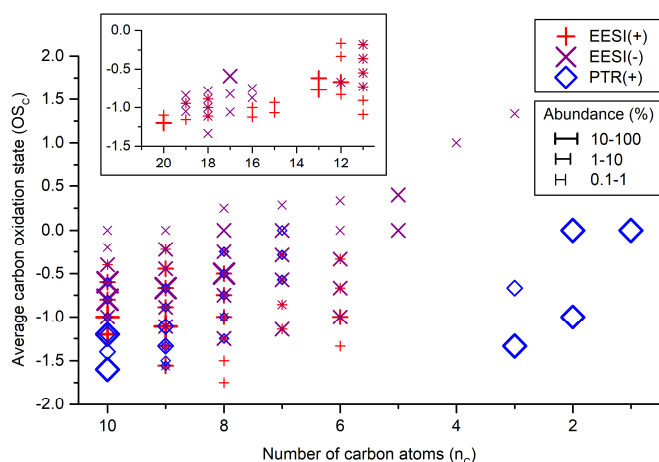 EESI(+)
EESI(-)
PTR(+)
Abundance (%)
10-100
1-10
0.1-1
0.0
-0.5
-1.0
-1.5
20 18 16 14 12
2.0
1.5
1.0
0.5
0.0
-0.5
-1.0
-1.5
-2.0
Average carbon oxidation state (OSC)
10 8 6 4 2
Number of carbon atoms (nC)